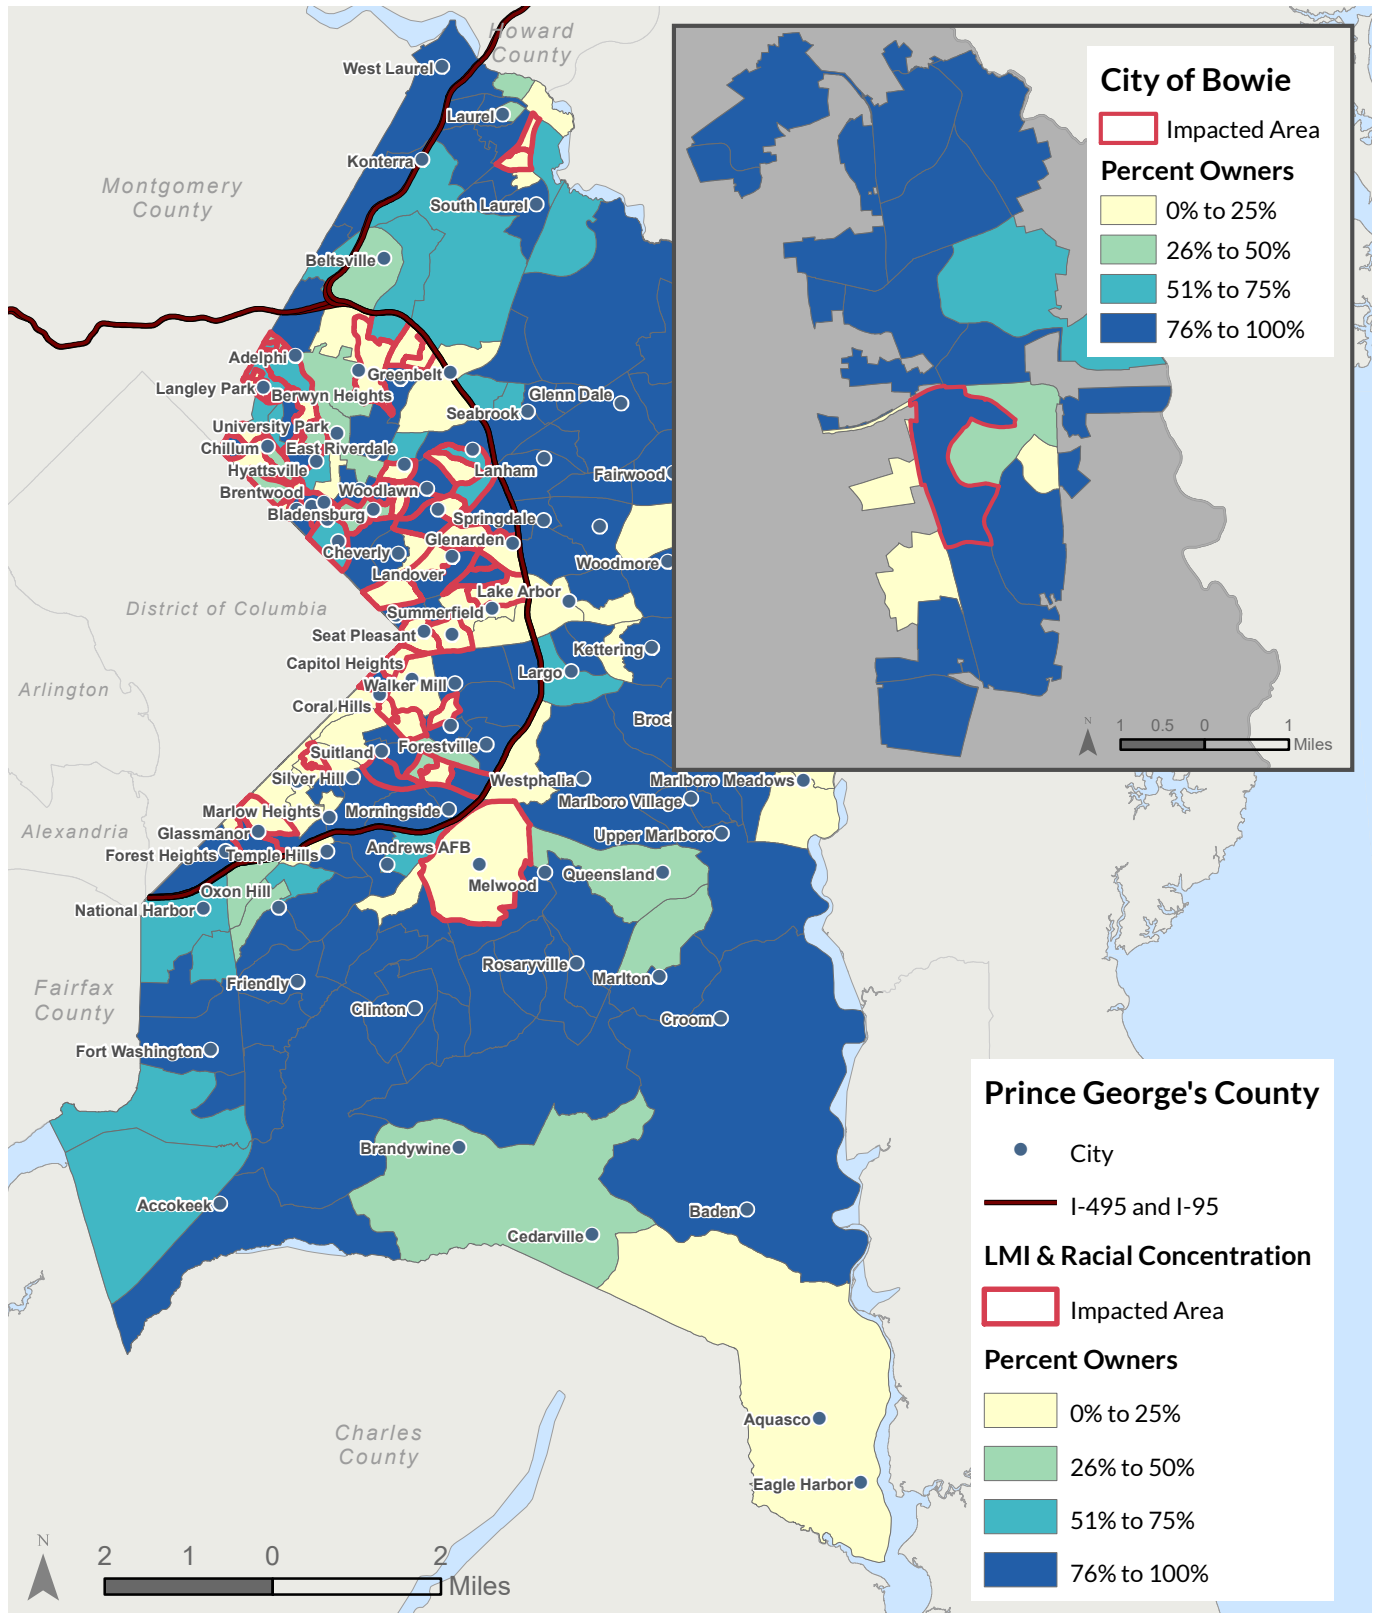 Howard
County
West Laurel
Laurel
Konterra
Montgomery
County
South Laurel
Beltsville
Adelphi
Greenbelt
Langley Park
Berwyn Heights
Glenn Dale
Seabrook
University Park
Chillum
East Riverdale
Hyattsville
Lanham
Fairwood
Brentwood
Woodlawn
Bladensburg
Springdale
Glenarden
Cheverly
Woodmore
Landover
Lake Arbor
District of Columbia
Summerfield
Seat Pleasant
Kettering
Capitol Heights
Largo
Walker Mill
Arlington
Coral Hills
Brock
Forestville
Suitland
Silver Hill
Westphalia
Marlboro Meadows
Marlboro Village
Marlow Heights
Morningside
Alexandria
Glassmanor
Upper Marlboro
Forest Heights
Temple Hills
Andrews AFB
Melwood
Queensland
Oxon Hill
National Harbor
Rosaryville
Marlton
Friendly
Fairfax
County
Clinton
Croom
Fort Washington
Brandywine
Accokeek
Baden
Cedarville
Aquasco
Charles
County
Eagle Harbor
N
2 1 0 2
Miles
City of Bowie
Impacted Area
Percent Owners
0% to 25%
26% to 50%
51% to 75%
76% to 100%
N
1 0.5 0 1
Miles
Prince George's County
City
I-495 and I-95
LMI & Racial Concentration
Impacted Area
Percent Owners
0% to 25%
26% to 50%
51% to 75%
76% to 100%